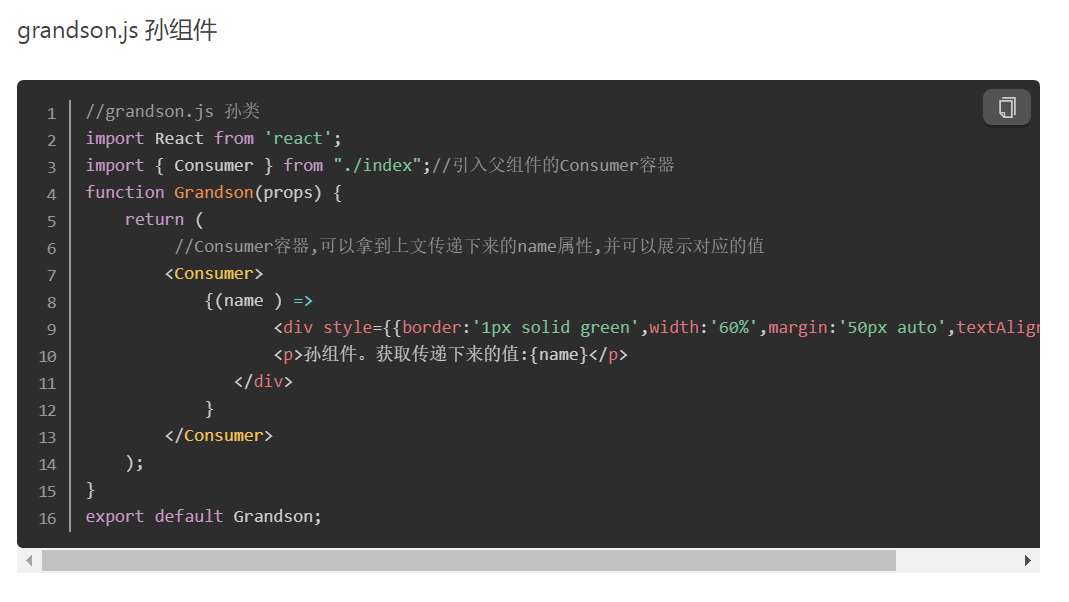 grandson.js 孙组件
1 //grandson.js 孙类
2 import React from 'react';
3 import { Consumer } from "./index";//引入父组件的Consumer容器
4 function Grandson(props) {
5     return (
6          //Consumer容器,可以拿到上文传递下来的name属性,并可以展示对应的值
7         <Consumer>
8             {(name ) =>
9                    <div style={{border:'1px solid green',width:'60%',margin:'50px auto',textAlign
10                    <p>孙组件。获取传递下来的值:{name}</p>
11                </div>
12             }
13         </Consumer>
14     );
15 }
16 export default Grandson;